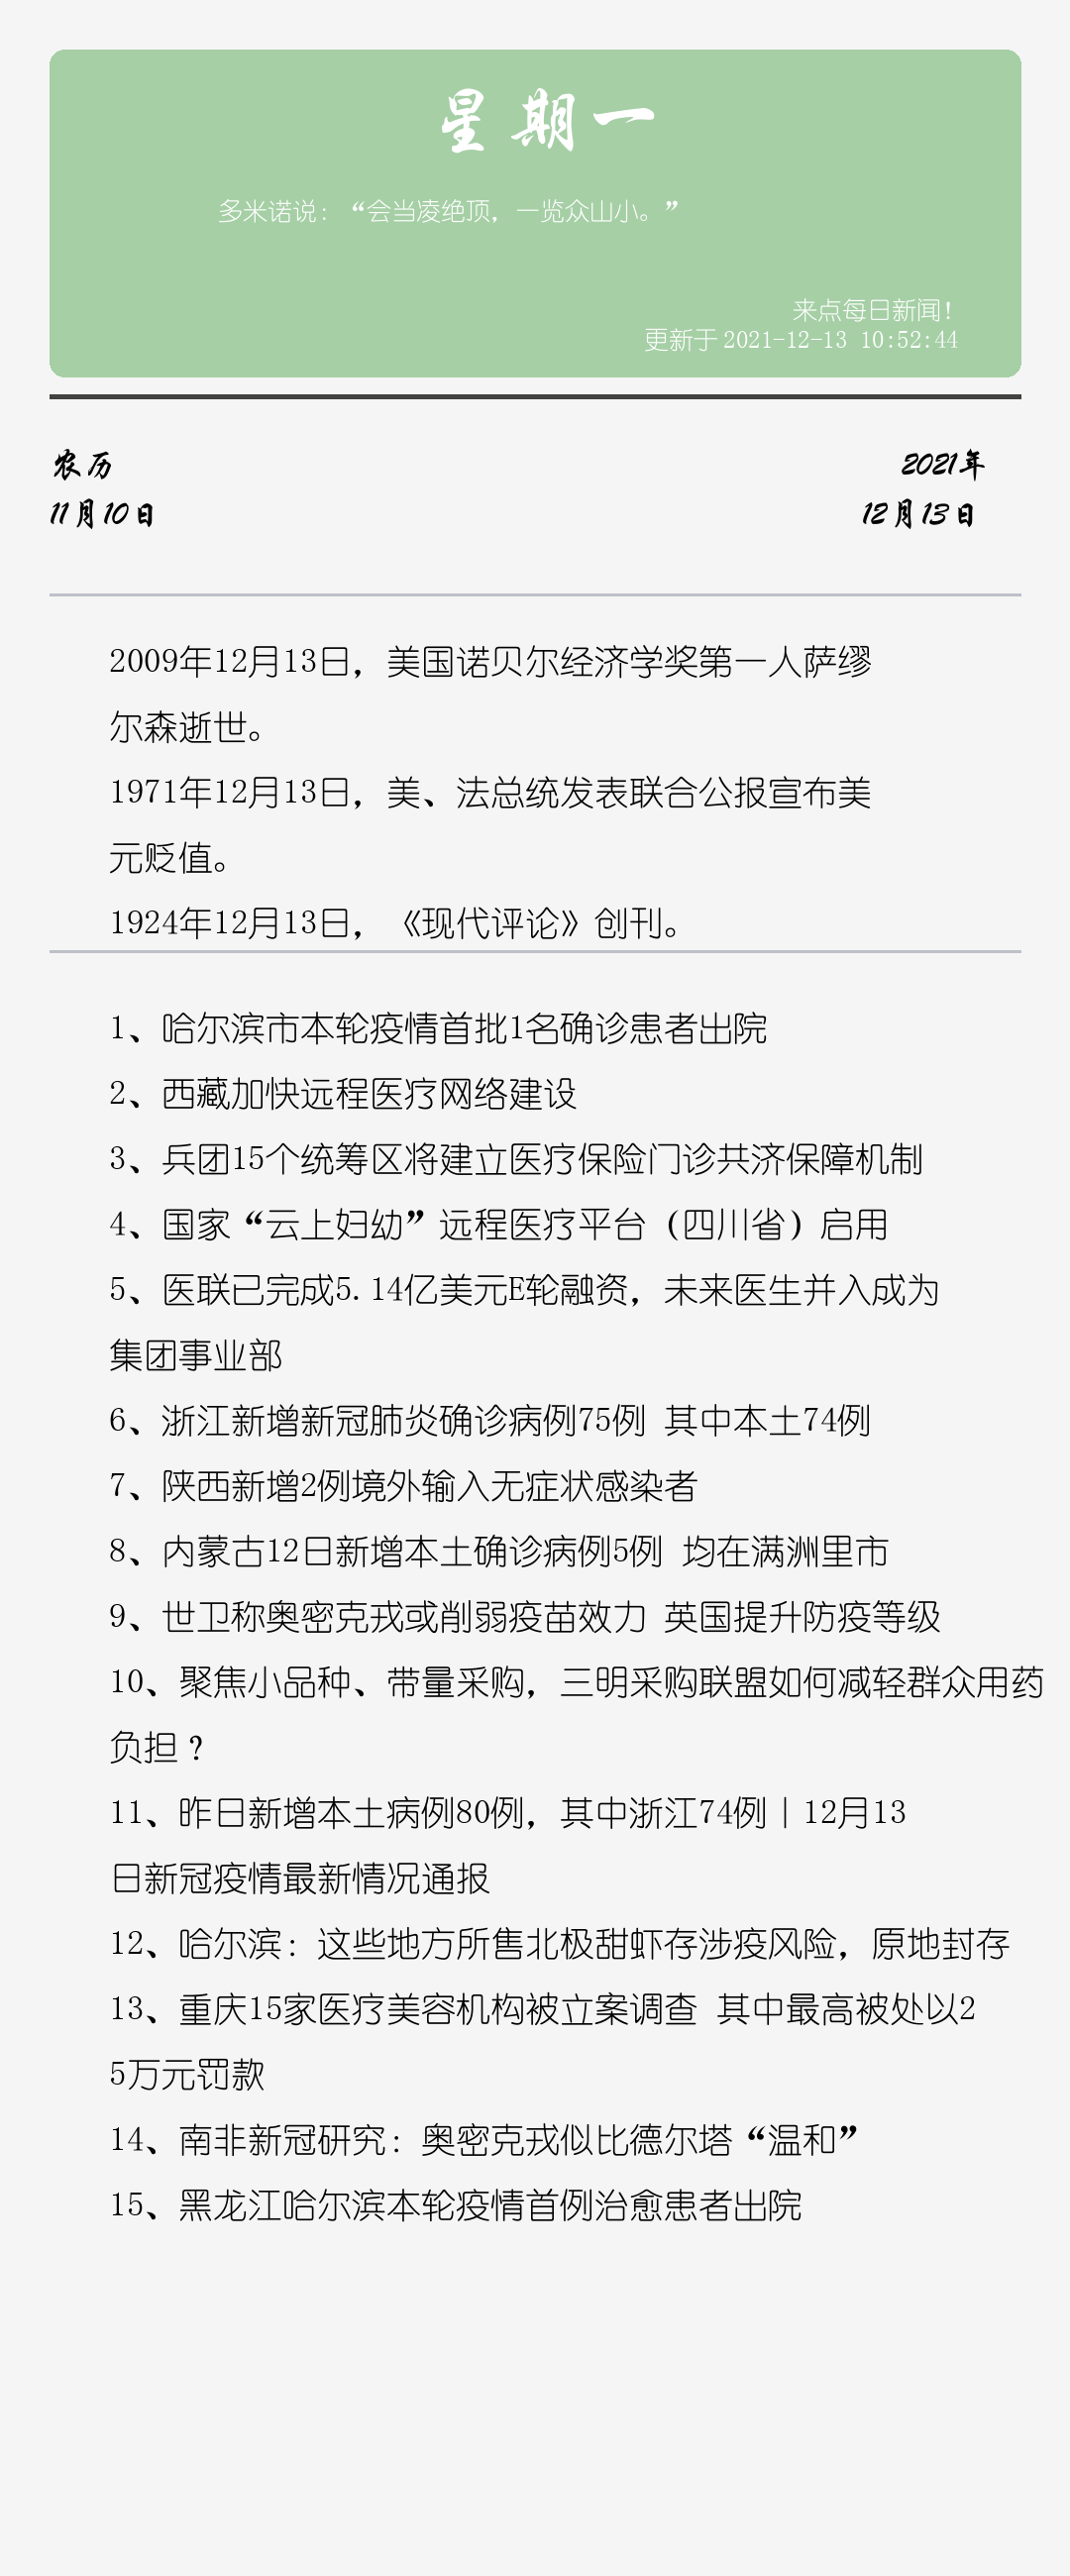 星期一
多米诺说：“会当凌绝顶，一览众山小。”
来点每日新闻！
更新于 2021-12-13 10:52:44
农历
2021年
11月10日
12月13日
2009年12月13日，美国诺贝尔经济学奖第一人萨缪
尔森逝世。
1971年12月13日，美、法总统发表联合公报宣布美
元贬值。
1924年12月13日，《现代评论》创刊。
1、哈尔滨市本轮疫情首批1名确诊患者出院
2、西藏加快远程医疗网络建设
3、兵团15个统筹区将建立医疗保险门诊共济保障机制
4、国家“云上妇幼”远程医疗平台（四川省）启用
5、医联已完成5.14亿美元E轮融资，未来医生并入成为
集团事业部
6、浙江新增新冠肺炎确诊病例75例 其中本土74例
7、陕西新增2例境外输入无症状感染者
8、内蒙古12日新增本土确诊病例5例 均在满洲里市
9、世卫称奥密克戎或削弱疫苗效力 英国提升防疫等级
10、聚焦小品种、带量采购，三明采购联盟如何减轻群众用药
负担？
11、昨日新增本土病例80例，其中浙江74例丨12月13
日新冠疫情最新情况通报
12、哈尔滨：这些地方所售北极甜虾存涉疫风险，原地封存
13、重庆15家医疗美容机构被立案调查 其中最高被处以2
5万元罚款
14、南非新冠研究：奥密克戎似比德尔塔“温和”
15、黑龙江哈尔滨本轮疫情首例治愈患者出院